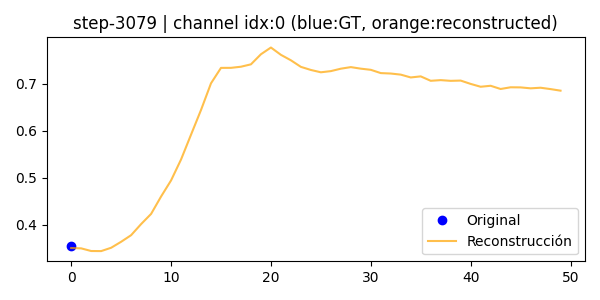 step-3079 | channel idx:0 (blue:GT, orange:reconstructed)
0.7
0.6
0.5
0.4
Original
Reconstrucción
0 10 20 30 40 50